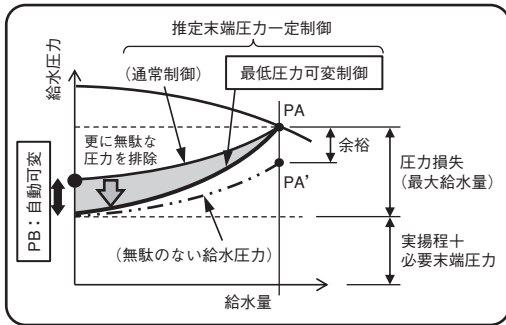 推定末端圧力一定制御
(通常制御)
最低圧力可変制御
給水圧力
PA
更に無駄な
圧力を排除
余裕
PA'
圧力損失
(最大給水量)
PB:自動可変
(無駄のない給水圧力)
実揚程+
必要末端圧力
給水量